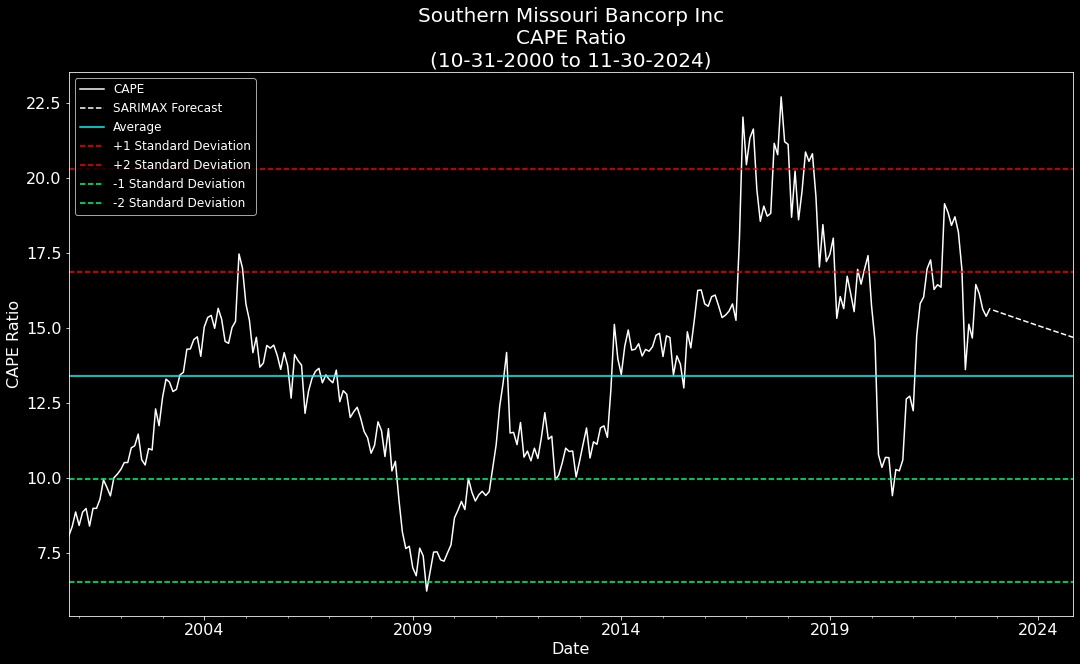 Southern Missouri Bancorp Inc
CAPE Ratio
(10-31-2000 to 11-30-2024)
CAPE
SARIMAX Forecast
Average
+1 Standard Deviation
+2 Standard Deviation
-1 Standard Deviation
-2 Standard Deviation
22.5
20.0
17.5
15.0
12.5
10.0
7.5
CAPE Ratio
2004
2009
2014
2019
2024
Date